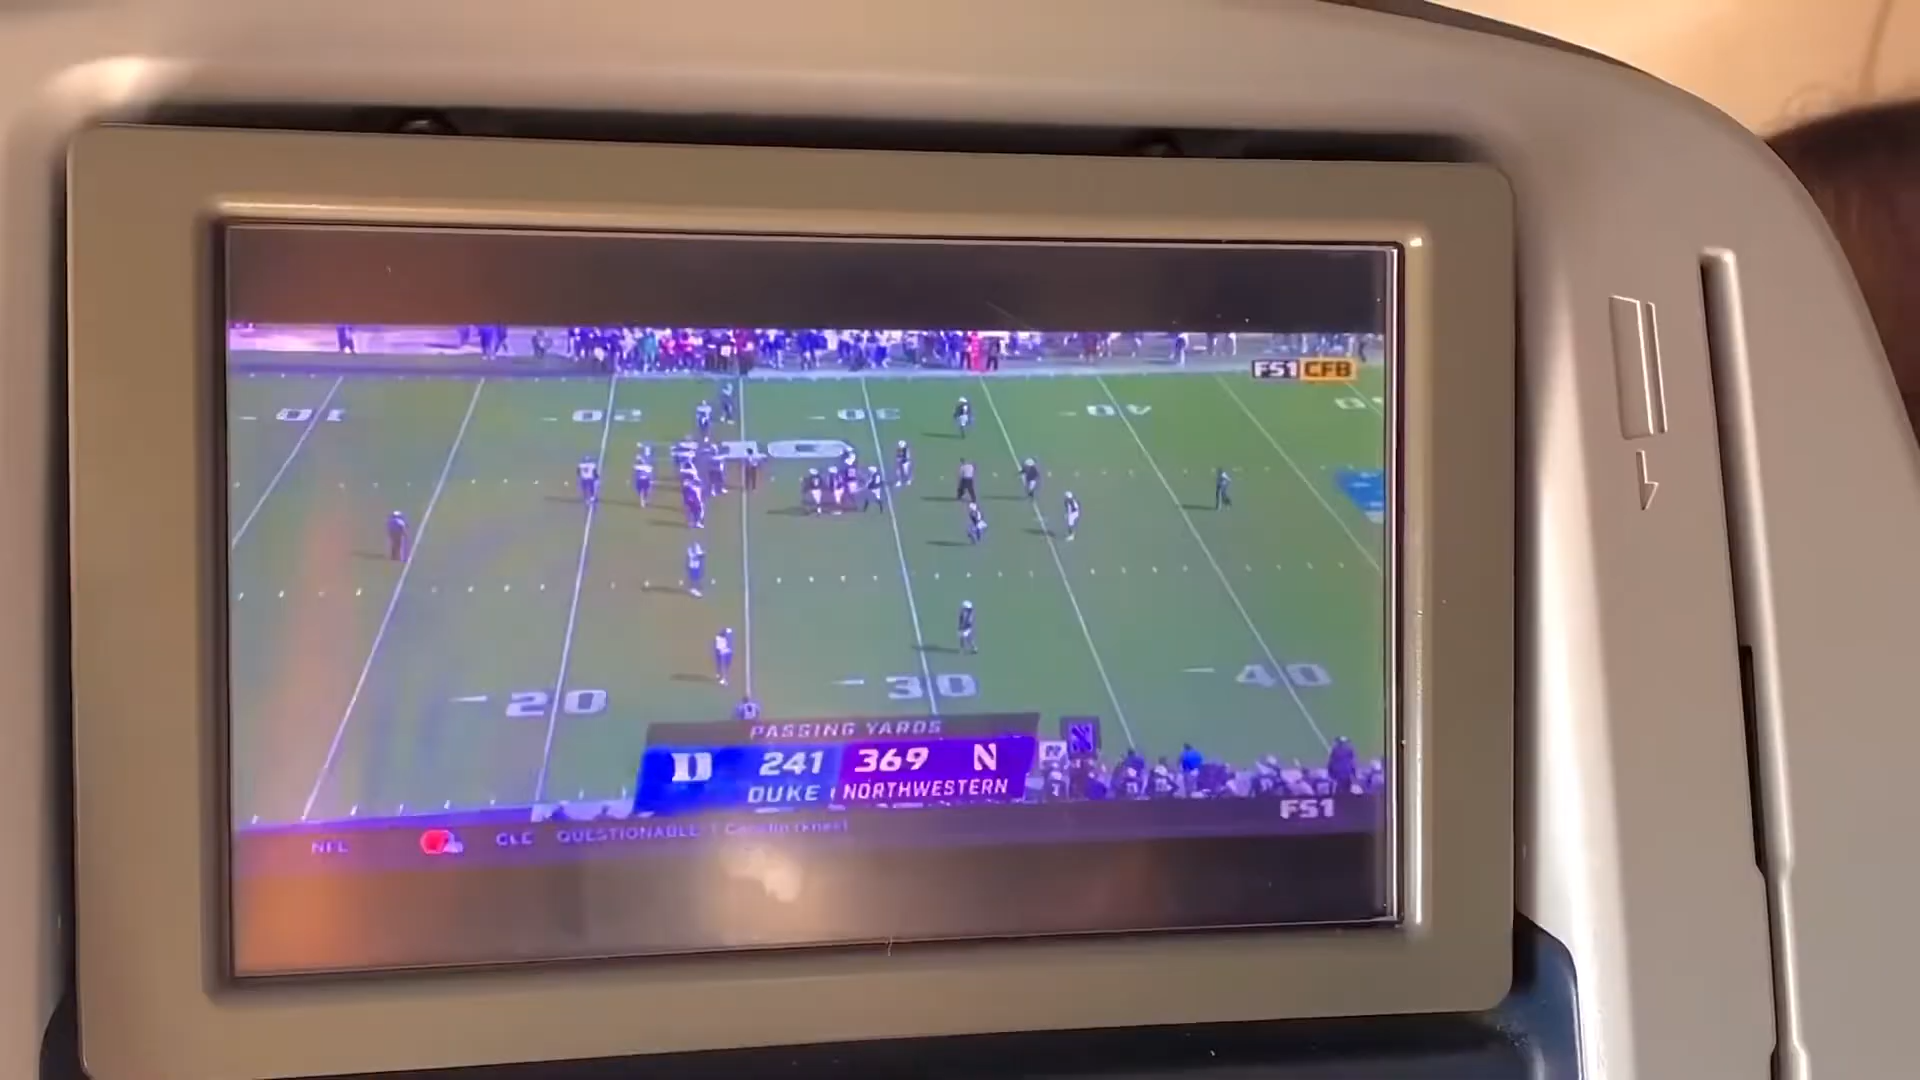 FS1 CFB
10 20 30 40
20 30 40
PASSING YARDS
D 241 369 N
DUKE NORTHWESTERN
FS1
NFL CLE QUESTIONABLE